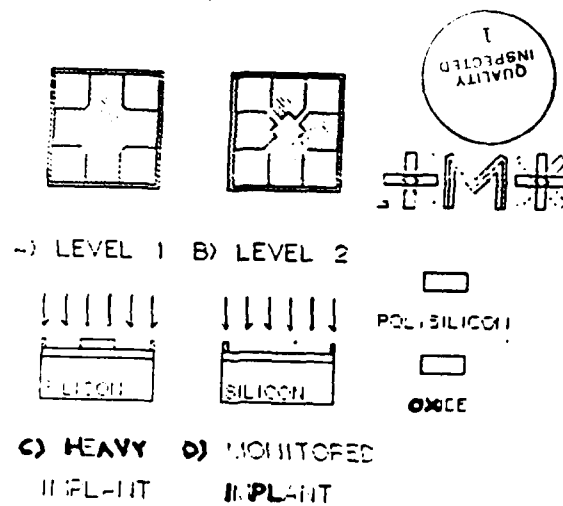 QUALITY
INSPECTED
1
A) LEVEL 1 B) LEVEL 2
POLYSILICON
SILICON SILICON
OXIDE
C) HEAVY D) MONITORED
IMPLANT IMPLANT